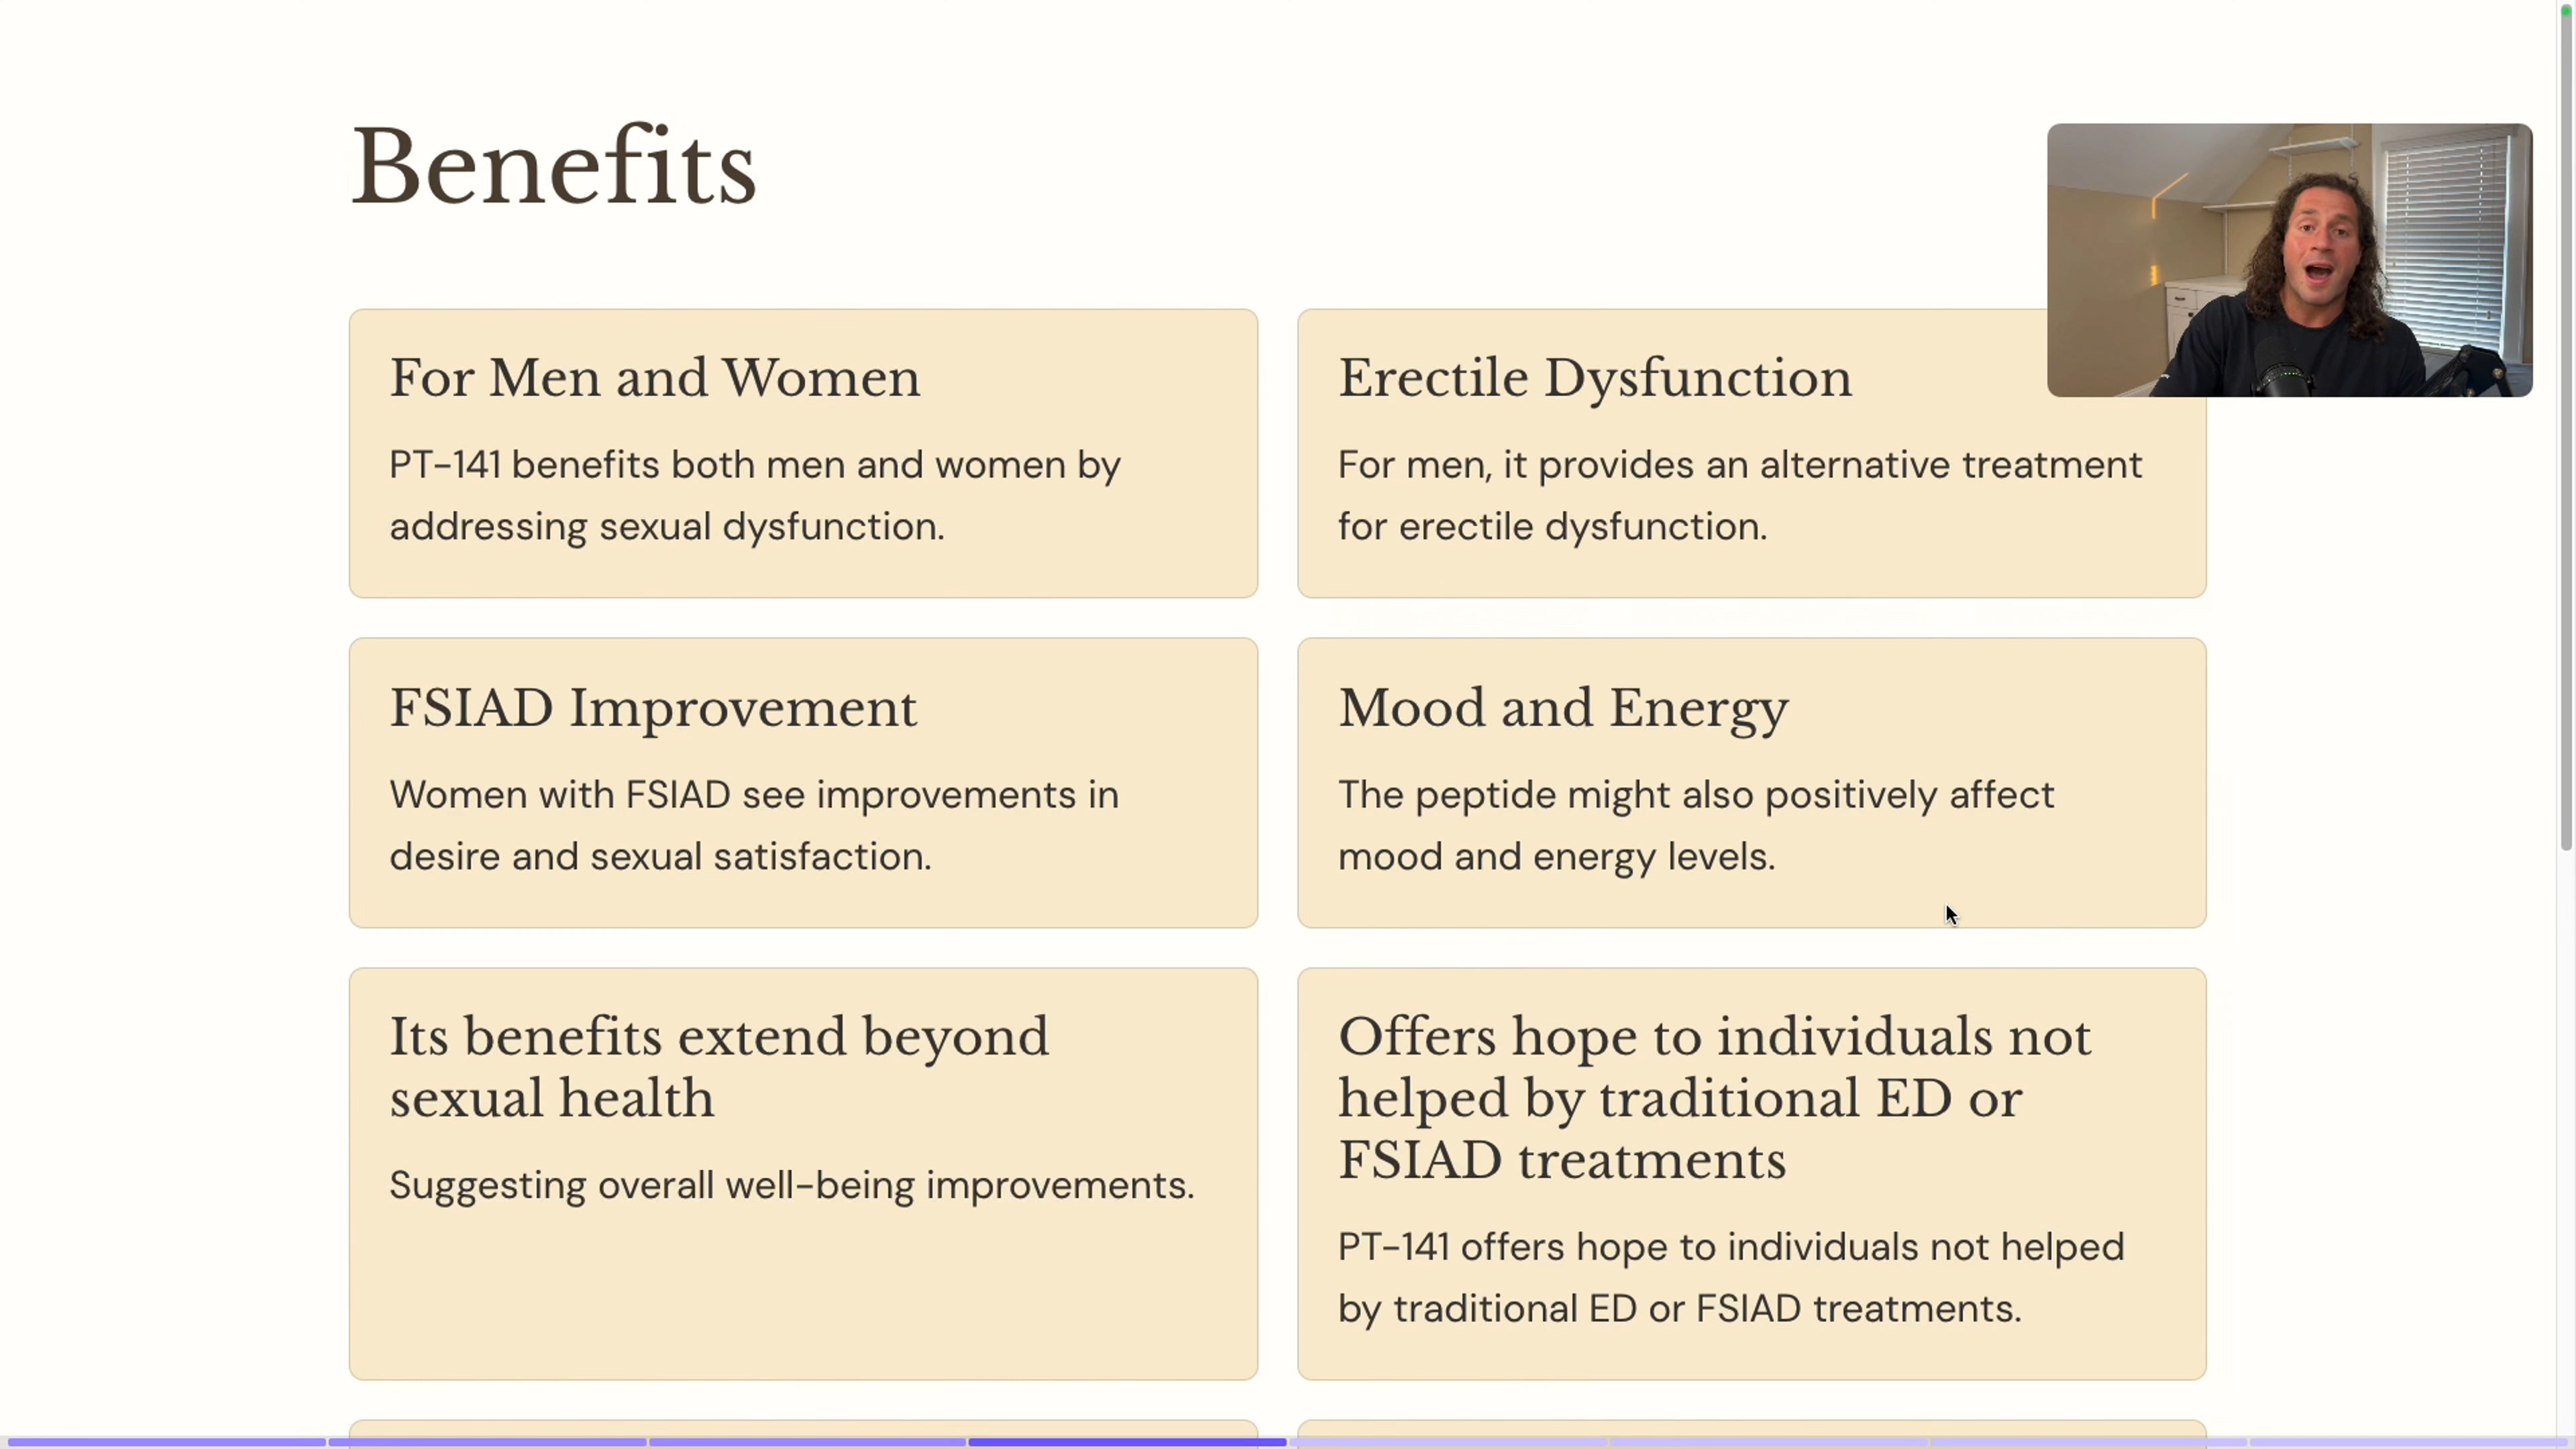 Benefits
For Men and Women
PT-141 benefits both men and women by
addressing sexual dysfunction.
Erectile Dysfunction
For men, it provides an alternative treatment
for erectile dysfunction.
FSIAD Improvement
Women with FSIAD see improvements in
desire and sexual satisfaction.
Mood and Energy
The peptide might also positively affect
mood and energy levels.
Its benefits extend beyond
sexual health
Suggesting overall well-being improvements.
Offers hope to individuals not
helped by traditional ED or
FSIAD treatments
PT-141 offers hope to individuals not helped
by traditional ED or FSIAD treatments.